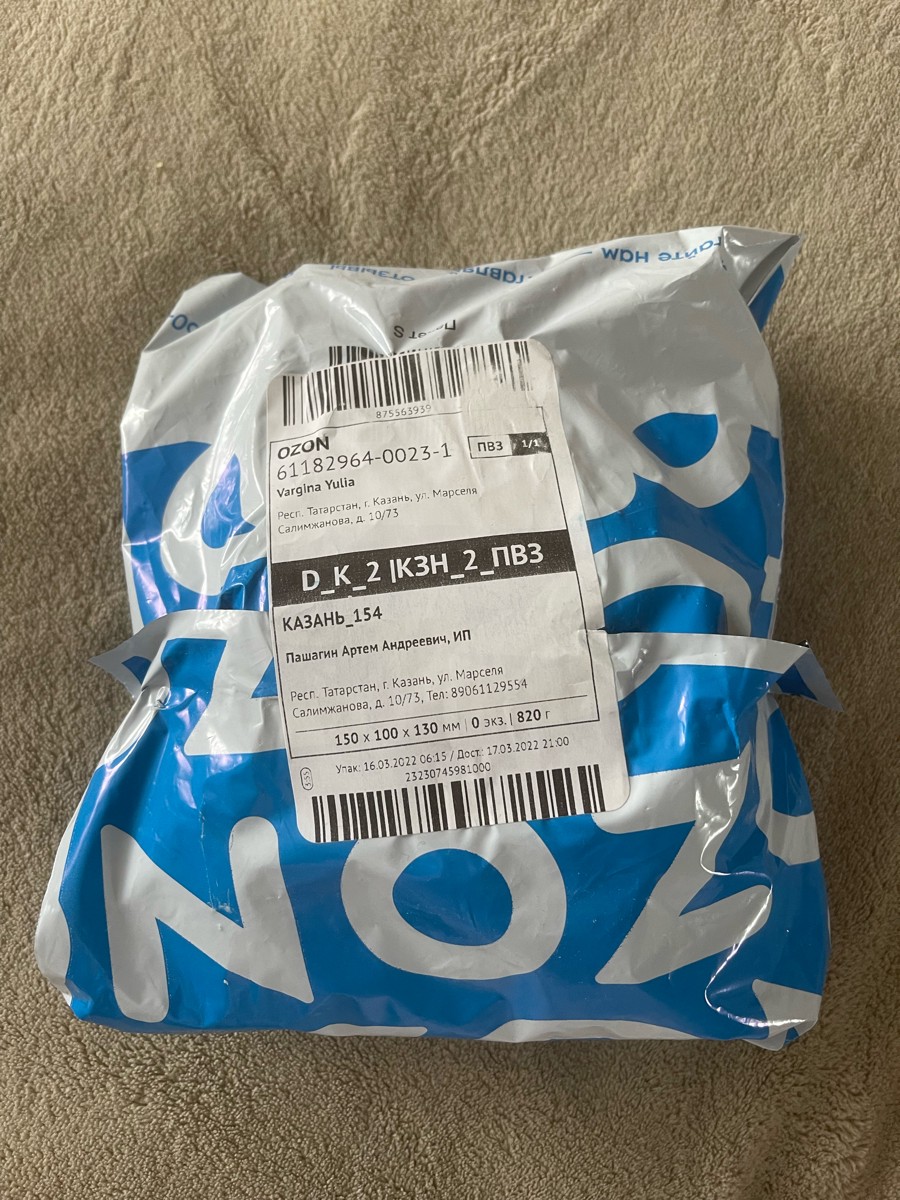 875563939
OZON
61182964-0023-1
ПВЗ 1/1
Vargina Yulia
Респ. Татарстан, г. Казань, ул. Марселя
Салимжанова, д. 10/73
D_K_2 |КЗН_2_ПВЗ
КАЗАНЬ_154
Пашагин Артем Андреевич, ИП
Респ. Татарстан, г. Казань, ул. Марселя
Салимжанова, д. 10/73, Тел: 89061129554
150 x 100 x 130 мм | 0 экз. | 820 г
Упак: 16.03.2022 06:15 / Дост: 17.03.2022 21:00
23230745981000
OZON